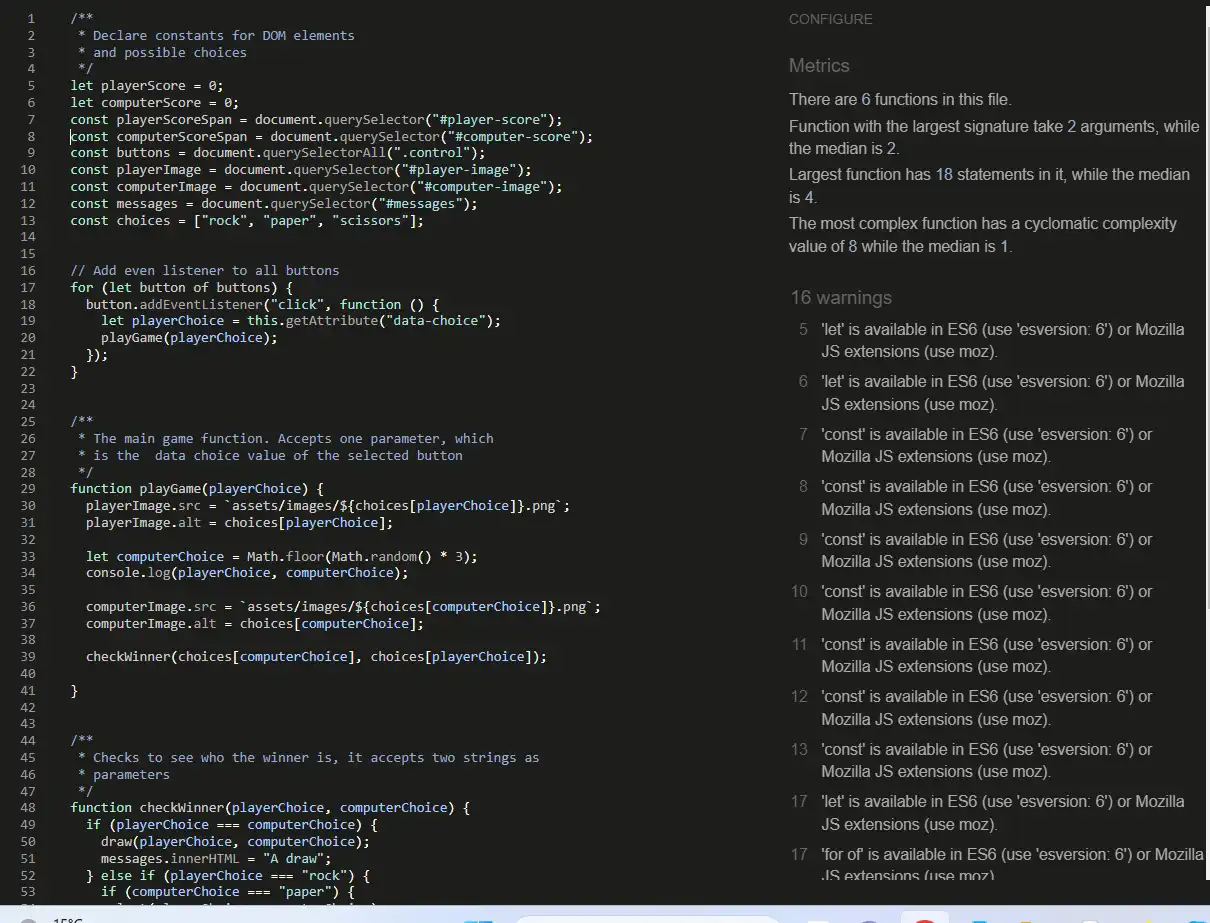 1 /**
2 * Declare constants for DOM elements
3 * and possible choices
4 */
5 let playerScore = 0;
6 let computerScore = 0;
7 const playerScoreSpan = document.querySelector("#player-score");
8 const computerScoreSpan = document.querySelector("#computer-score");
9 const buttons = document.querySelectorAll(".control");
10 const playerImage = document.querySelector("#player-image");
11 const computerImage = document.querySelector("#computer-image");
12 const messages = document.querySelector("#messages");
13 const choices = ["rock", "paper", "scissors"];
14
15
16 // Add even listener to all buttons
17 for (let button of buttons) {
18 button.addEventListener("click", function () {
19 let playerChoice = this.getAttribute("data-choice");
20 playGame(playerChoice);
21 });
22 }
23
24
25 /**
26 * The main game function. Accepts one parameter, which
27 * is the  data choice value of the selected button
28 */
29 function playGame(playerChoice) {
30 playerImage.src = `assets/images/${choices[playerChoice]}.png`;
31 playerImage.alt = choices[playerChoice];
32
33 let computerChoice = Math.floor(Math.random() * 3);
34 console.log(playerChoice, computerChoice);
35
36 computerImage.src = `assets/images/${choices[computerChoice]}.png`;
37 computerImage.alt = choices[computerChoice];
38
39 checkWinner(choices[computerChoice], choices[playerChoice]);
40
41 }
42
43
44 /**
45 * Checks to see who the winner is, it accepts two strings as
46 * parameters
47 */
48 function checkWinner(playerChoice, computerChoice) {
49 if (playerChoice === computerChoice) {
50 draw(playerChoice, computerChoice);
51 messages.innerHTML = "A draw";
52 } else if (playerChoice === "rock") {
53 if (computerChoice === "paper") {
CONFIGURE
Metrics
There are 6 functions in this file.
Function with the largest signature take 2 arguments, while
the median is 2.
Largest function has 18 statements in it, while the median
is 4.
The most complex function has a cyclomatic complexity
value of 8 while the median is 1.
16 warnings
5 'let' is available in ES6 (use 'esversion: 6') or Mozilla
JS extensions (use moz).
6 'let' is available in ES6 (use 'esversion: 6') or Mozilla
JS extensions (use moz).
7 'const' is available in ES6 (use 'esversion: 6') or
Mozilla JS extensions (use moz).
8 'const' is available in ES6 (use 'esversion: 6') or
Mozilla JS extensions (use moz).
9 'const' is available in ES6 (use 'esversion: 6') or
Mozilla JS extensions (use moz).
10 'const' is available in ES6 (use 'esversion: 6') or
Mozilla JS extensions (use moz).
11 'const' is available in ES6 (use 'esversion: 6') or
Mozilla JS extensions (use moz).
12 'const' is available in ES6 (use 'esversion: 6') or
Mozilla JS extensions (use moz).
13 'const' is available in ES6 (use 'esversion: 6') or
Mozilla JS extensions (use moz).
17 'let' is available in ES6 (use 'esversion: 6') or Mozilla
JS extensions (use moz).
17 'for of' is available in ES6 (use 'esversion: 6') or Mozilla
JS extensions (use moz).
15°C